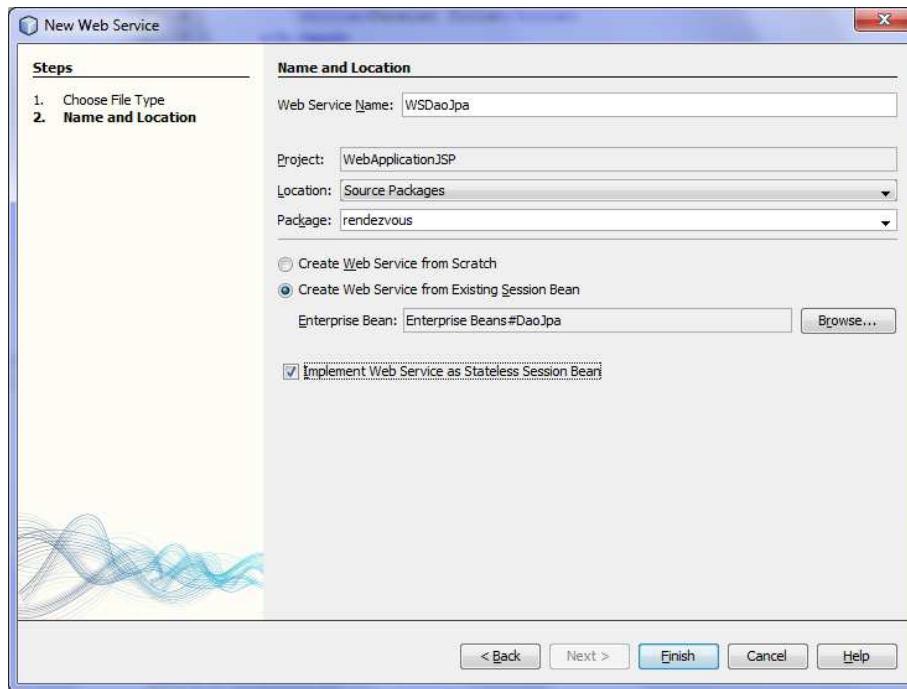 New Web Service
Steps
1. Choose File Type
2. Name and Location
Name and Location
Web Service Name: WSDaoJpa
Project: WebApplicationJSP
Location: Source Packages
Package: rendezvous
Create Web Service from Scratch
Create Web Service from Existing Session Bean
Enterprise Bean: Enterprise Beans#DaoJpa Browse...
Implement Web Service as Stateless Session Bean
< Back Next > Finish Cancel Help